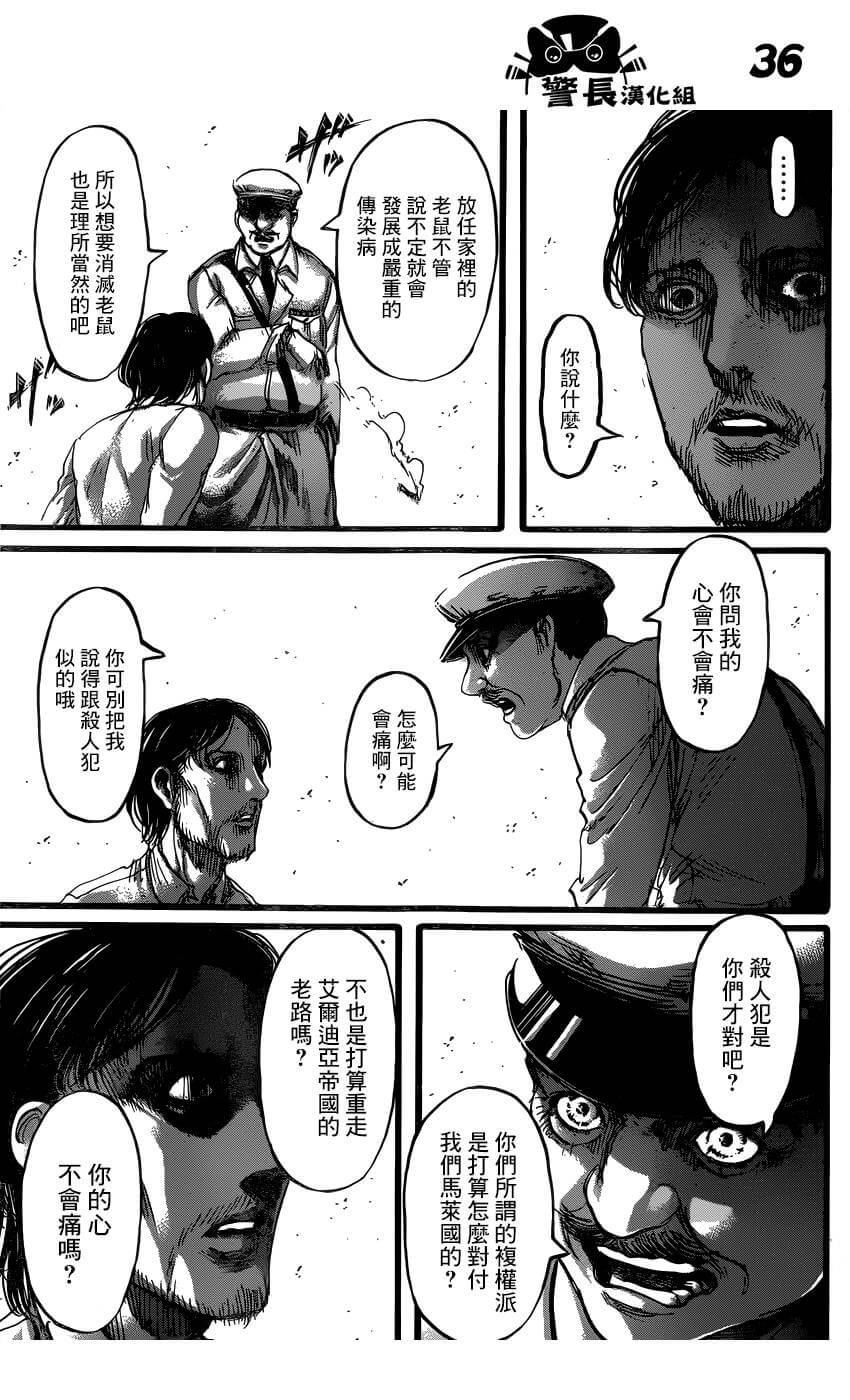 警長漢化組
36
……
你說什麼?
放任家裡的
老鼠不管
說不定就會
發展成嚴重的
傳染病
所以想要消滅老鼠
也是理所當然的吧
你問我的
心會不會痛?
怎麼可能
會痛啊?
你可別把我
說得跟殺人犯
似的哦
殺人犯是
你們才對吧?
你們所謂的複權派
是打算怎麼對付
我們馬萊國的?
不也是打算重走
艾爾迪亞帝國的
老路嗎?
你的心
不會痛嗎?